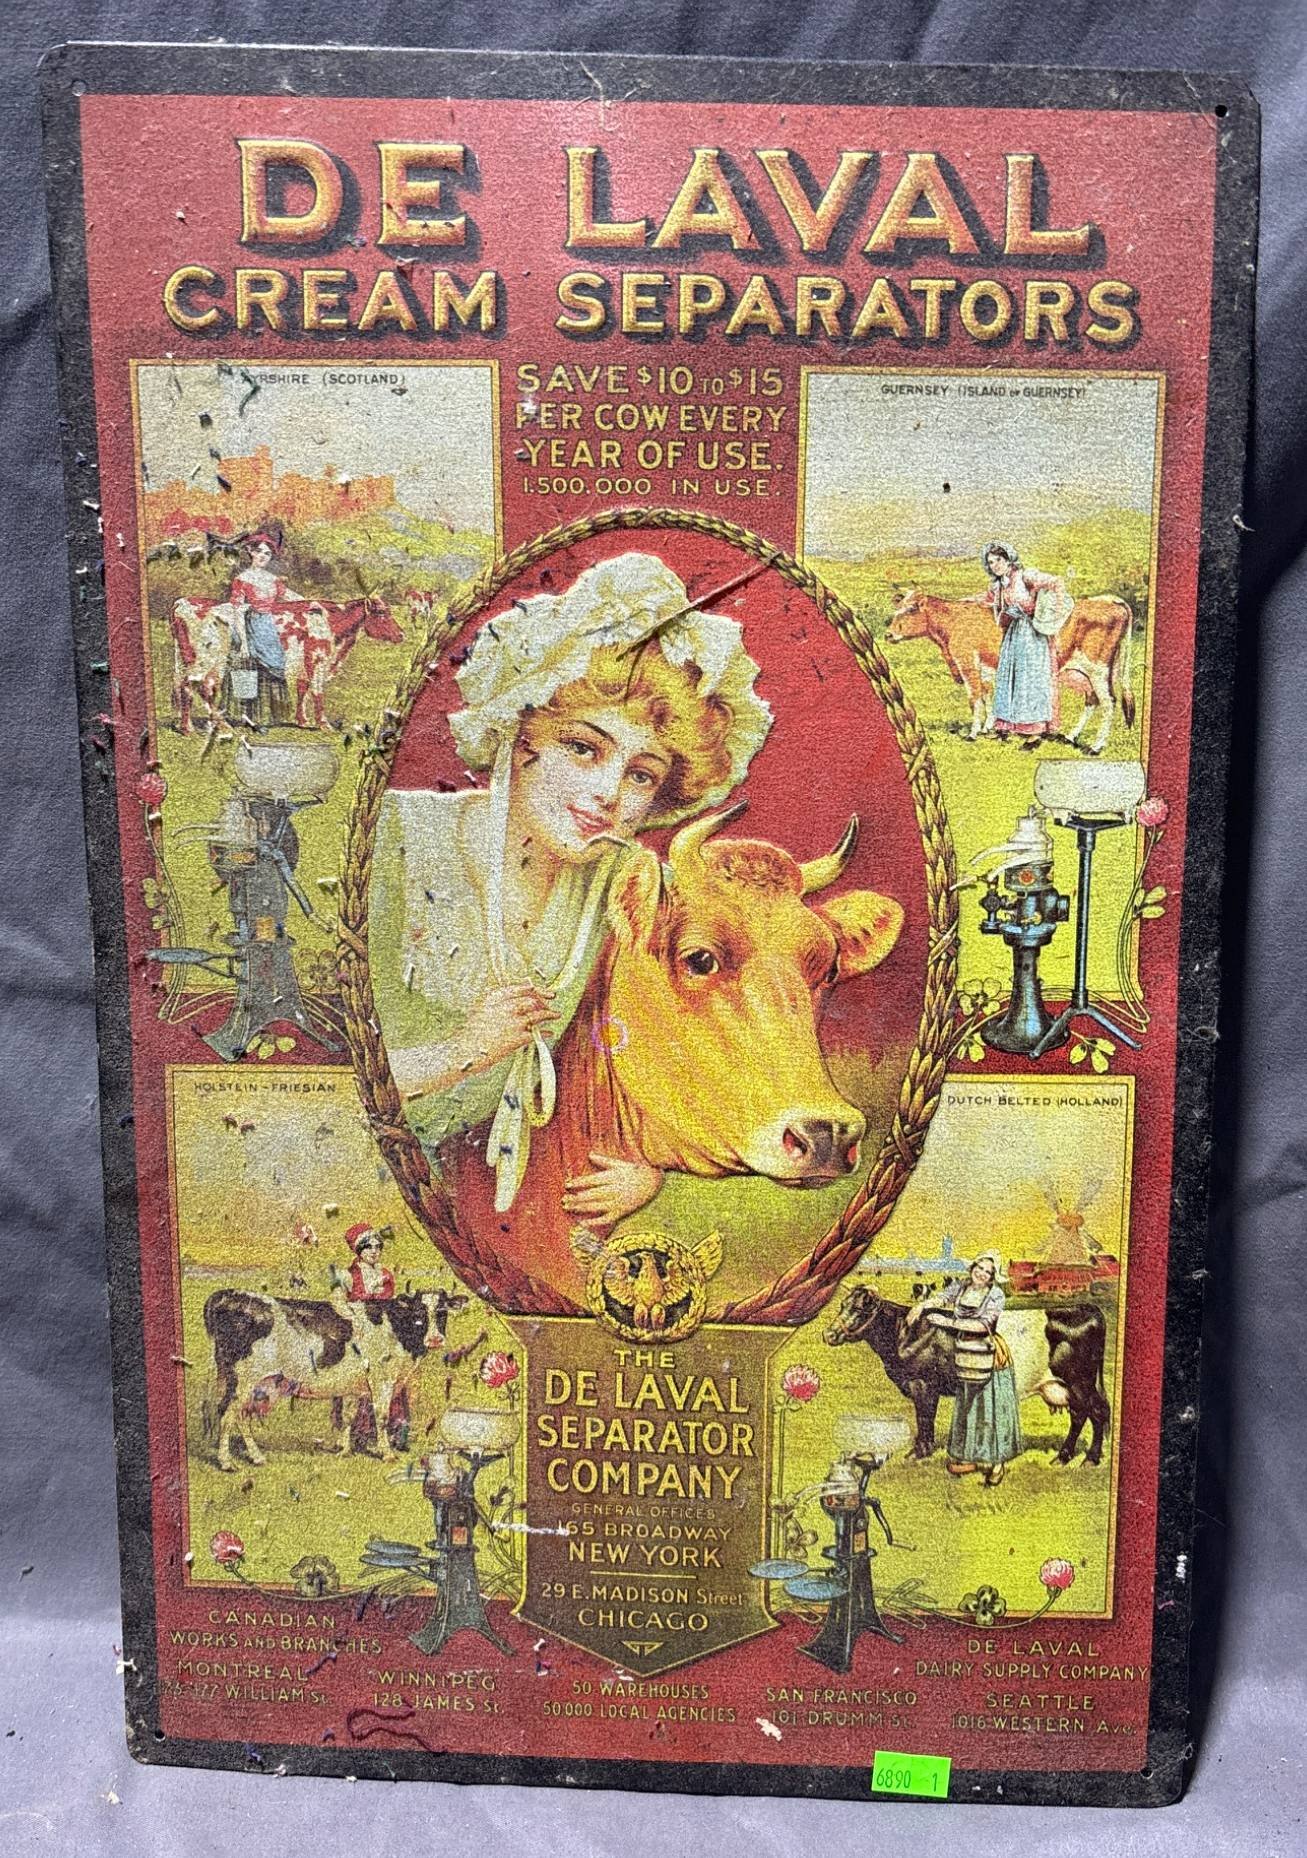 DE LAVAL
CREAM SEPARATORS
AYRSHIRE (SCOTLAND)
SAVE $10 TO $15
PER COW EVERY
YEAR OF USE.
1.500.000 IN USE.
GUERNSEY (ISLAND OF GUERNSEY)
HOLSTEIN-FRIESIAN
DUTCH BELTED (HOLLAND)
THE
DE LAVAL
SEPARATOR
COMPANY
GENERAL OFFICES
165 BROADWAY
NEW YORK
29 E. MADISON Street
CHICAGO
CANADIAN
WORKS AND BRANCHES
MONTREAL
WILLIAM St.
WINNIPEG
128 JAMES St.
50 WAREHOUSES
50000 LOCAL AGENCIES
DE LAVAL
DAIRY SUPPLY COMPANY
SAN FRANCISCO
101 DRUMM St.
SEATTLE
1016 WESTERN Ave.
6890-1